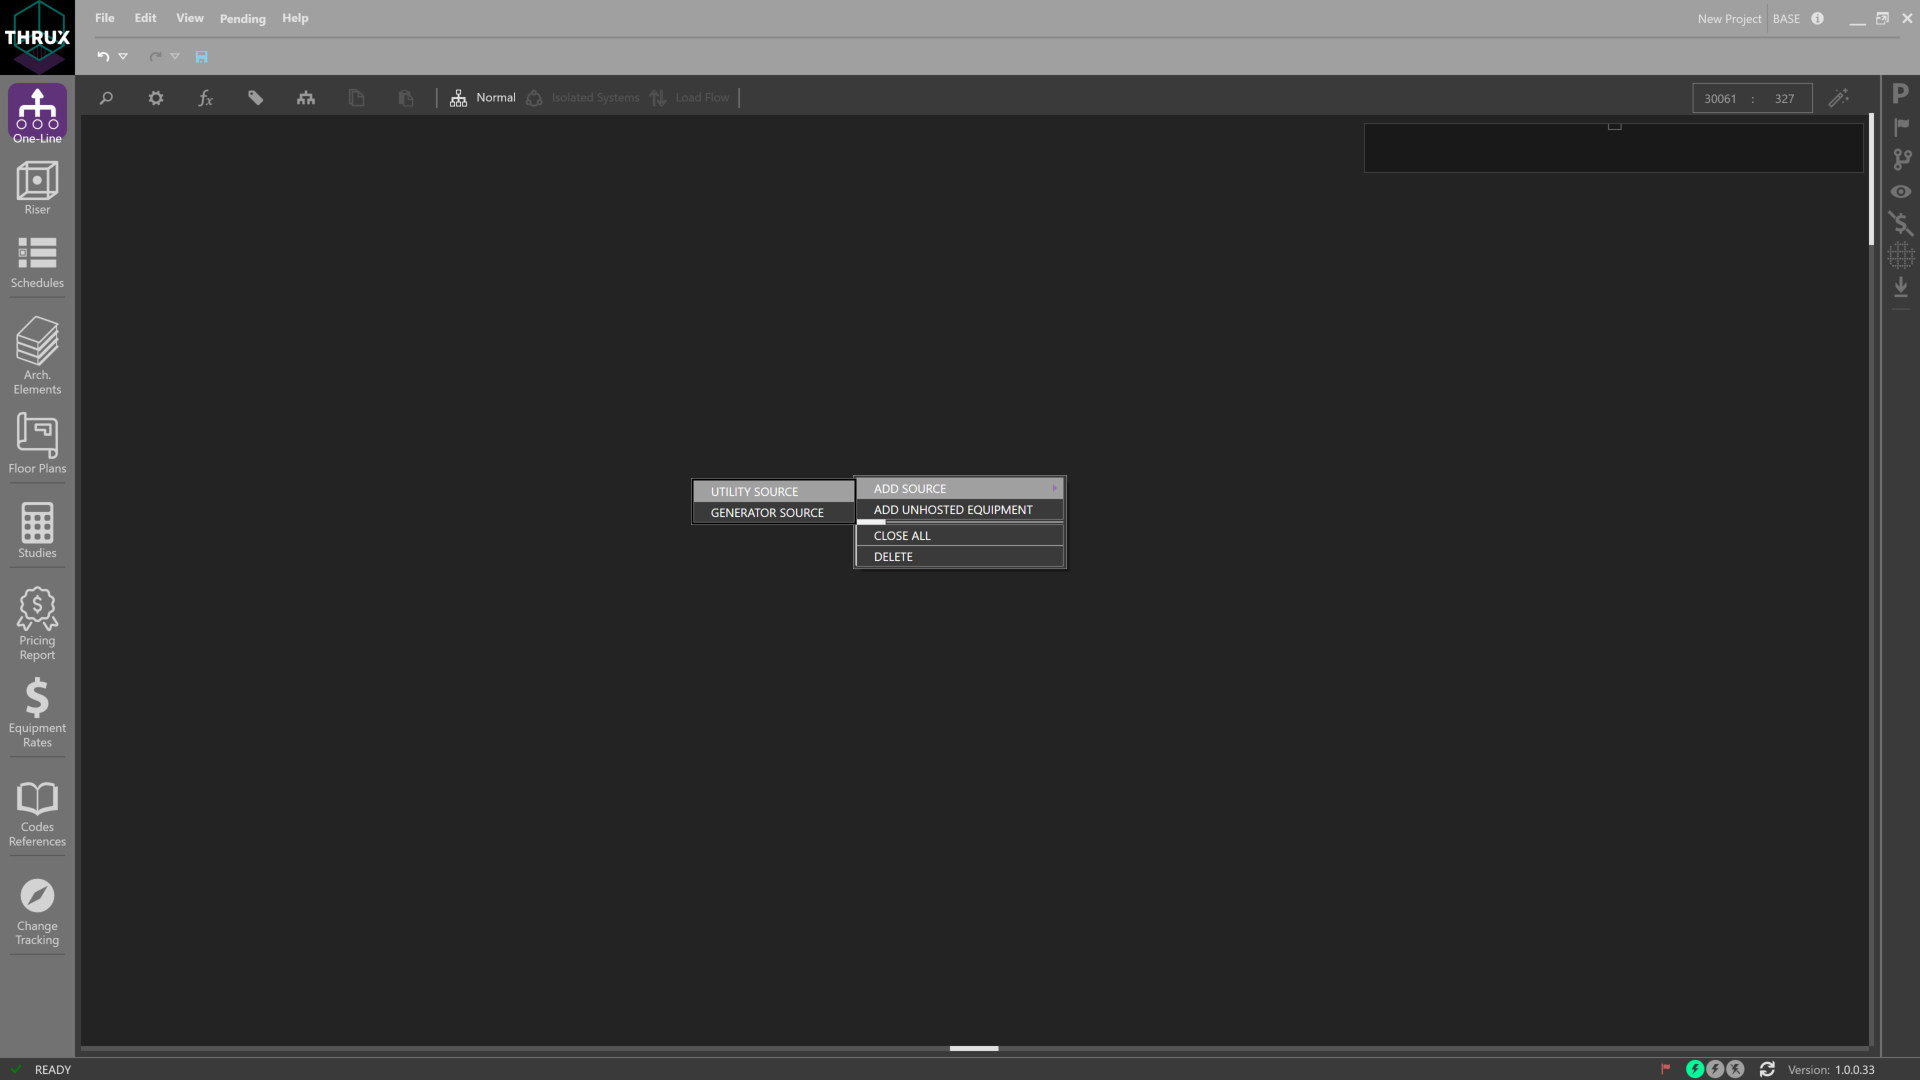 THRUX
File Edit View Pending Help
New Project BASE
Normal Isolated Systems Load Flow
30061 : 327
One-Line
Riser
Schedules
Arch.
Elements
Floor Plans
Studies
Pricing
Report
Equipment
Rates
Codes
References
Change
Tracking
UTILITY SOURCE
GENERATOR SOURCE
ADD SOURCE
ADD UNHOSTED EQUIPMENT
CLOSE ALL
DELETE
P
READY
Version: 1.0.0.33